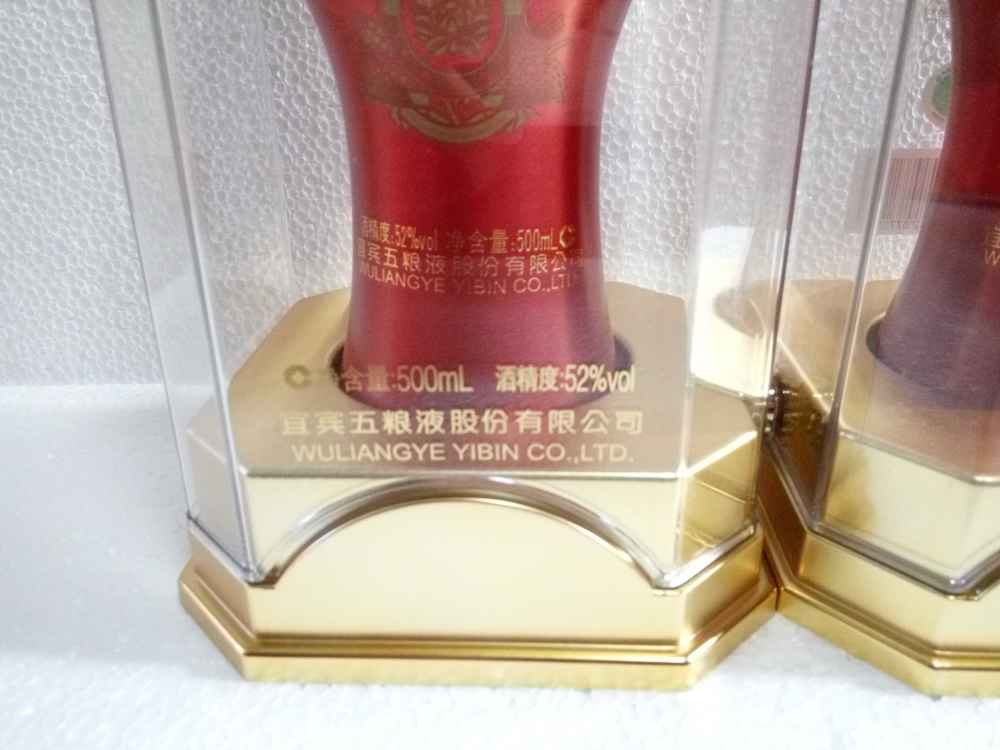 酒精度:52%vol 净含量:500mL
宜宾五粮液股份有限公司
WULIANGYE YIBIN CO.,LTD.
净含量:500mL 酒精度:52%vol
宜宾五粮液股份有限公司
WULIANGYE YIBIN CO.,LTD.